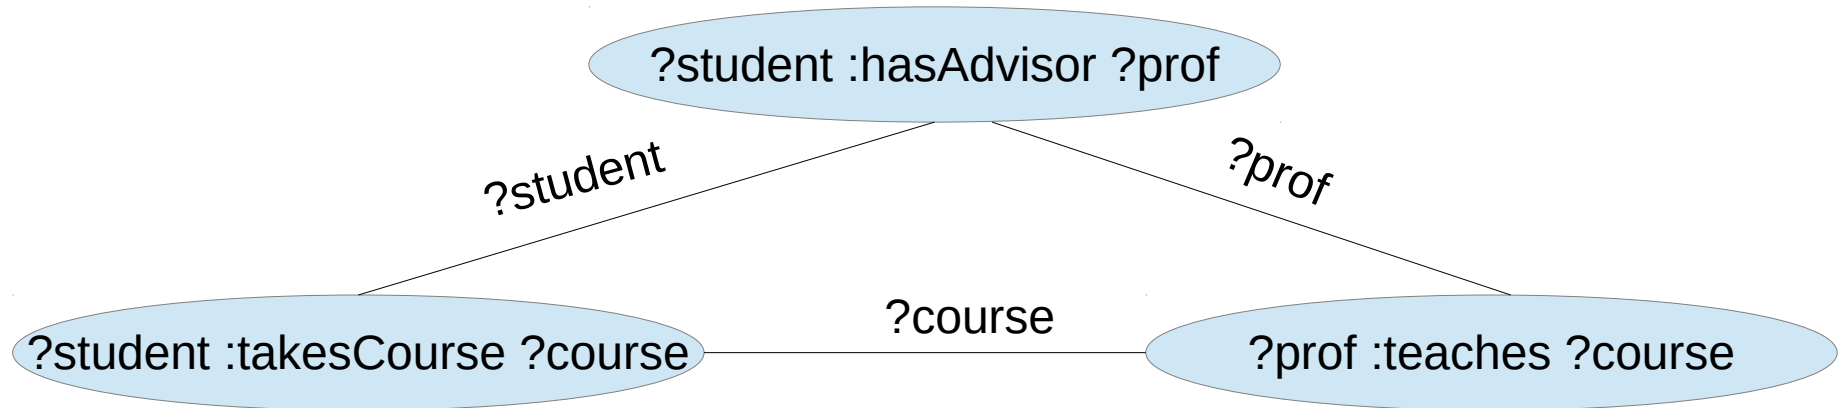 ?student :hasAdvisor ?prof
?student
?prof
?course
?student :takesCourse ?course
?prof :teaches ?course